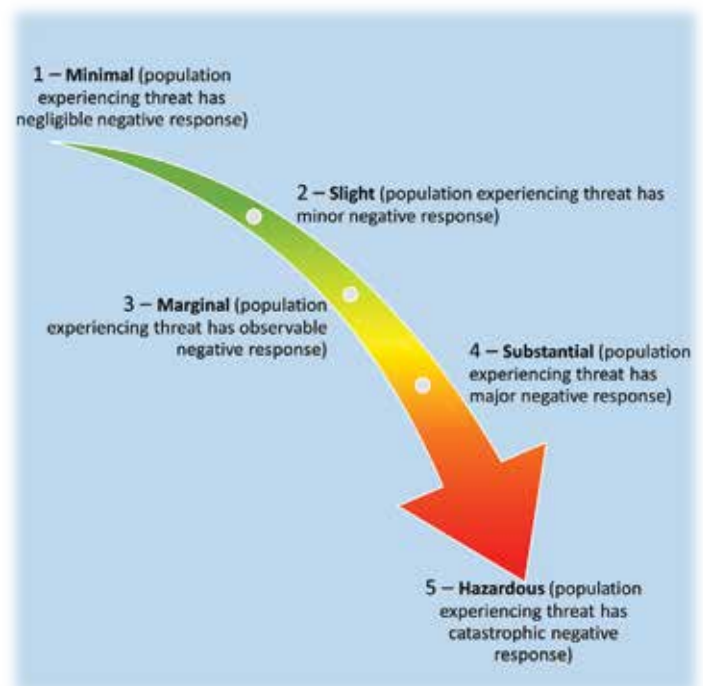 1 – Minimal (population
experiencing threat has
negligible negative response)
2 – Slight (population experiencing threat has
minor negative response)
3 – Marginal (population
experiencing threat has observable
negative response)
4 – Substantial (population
experiencing threat has
major negative response)
5 – Hazardous (population
experiencing threat has
catastrophic negative
response)